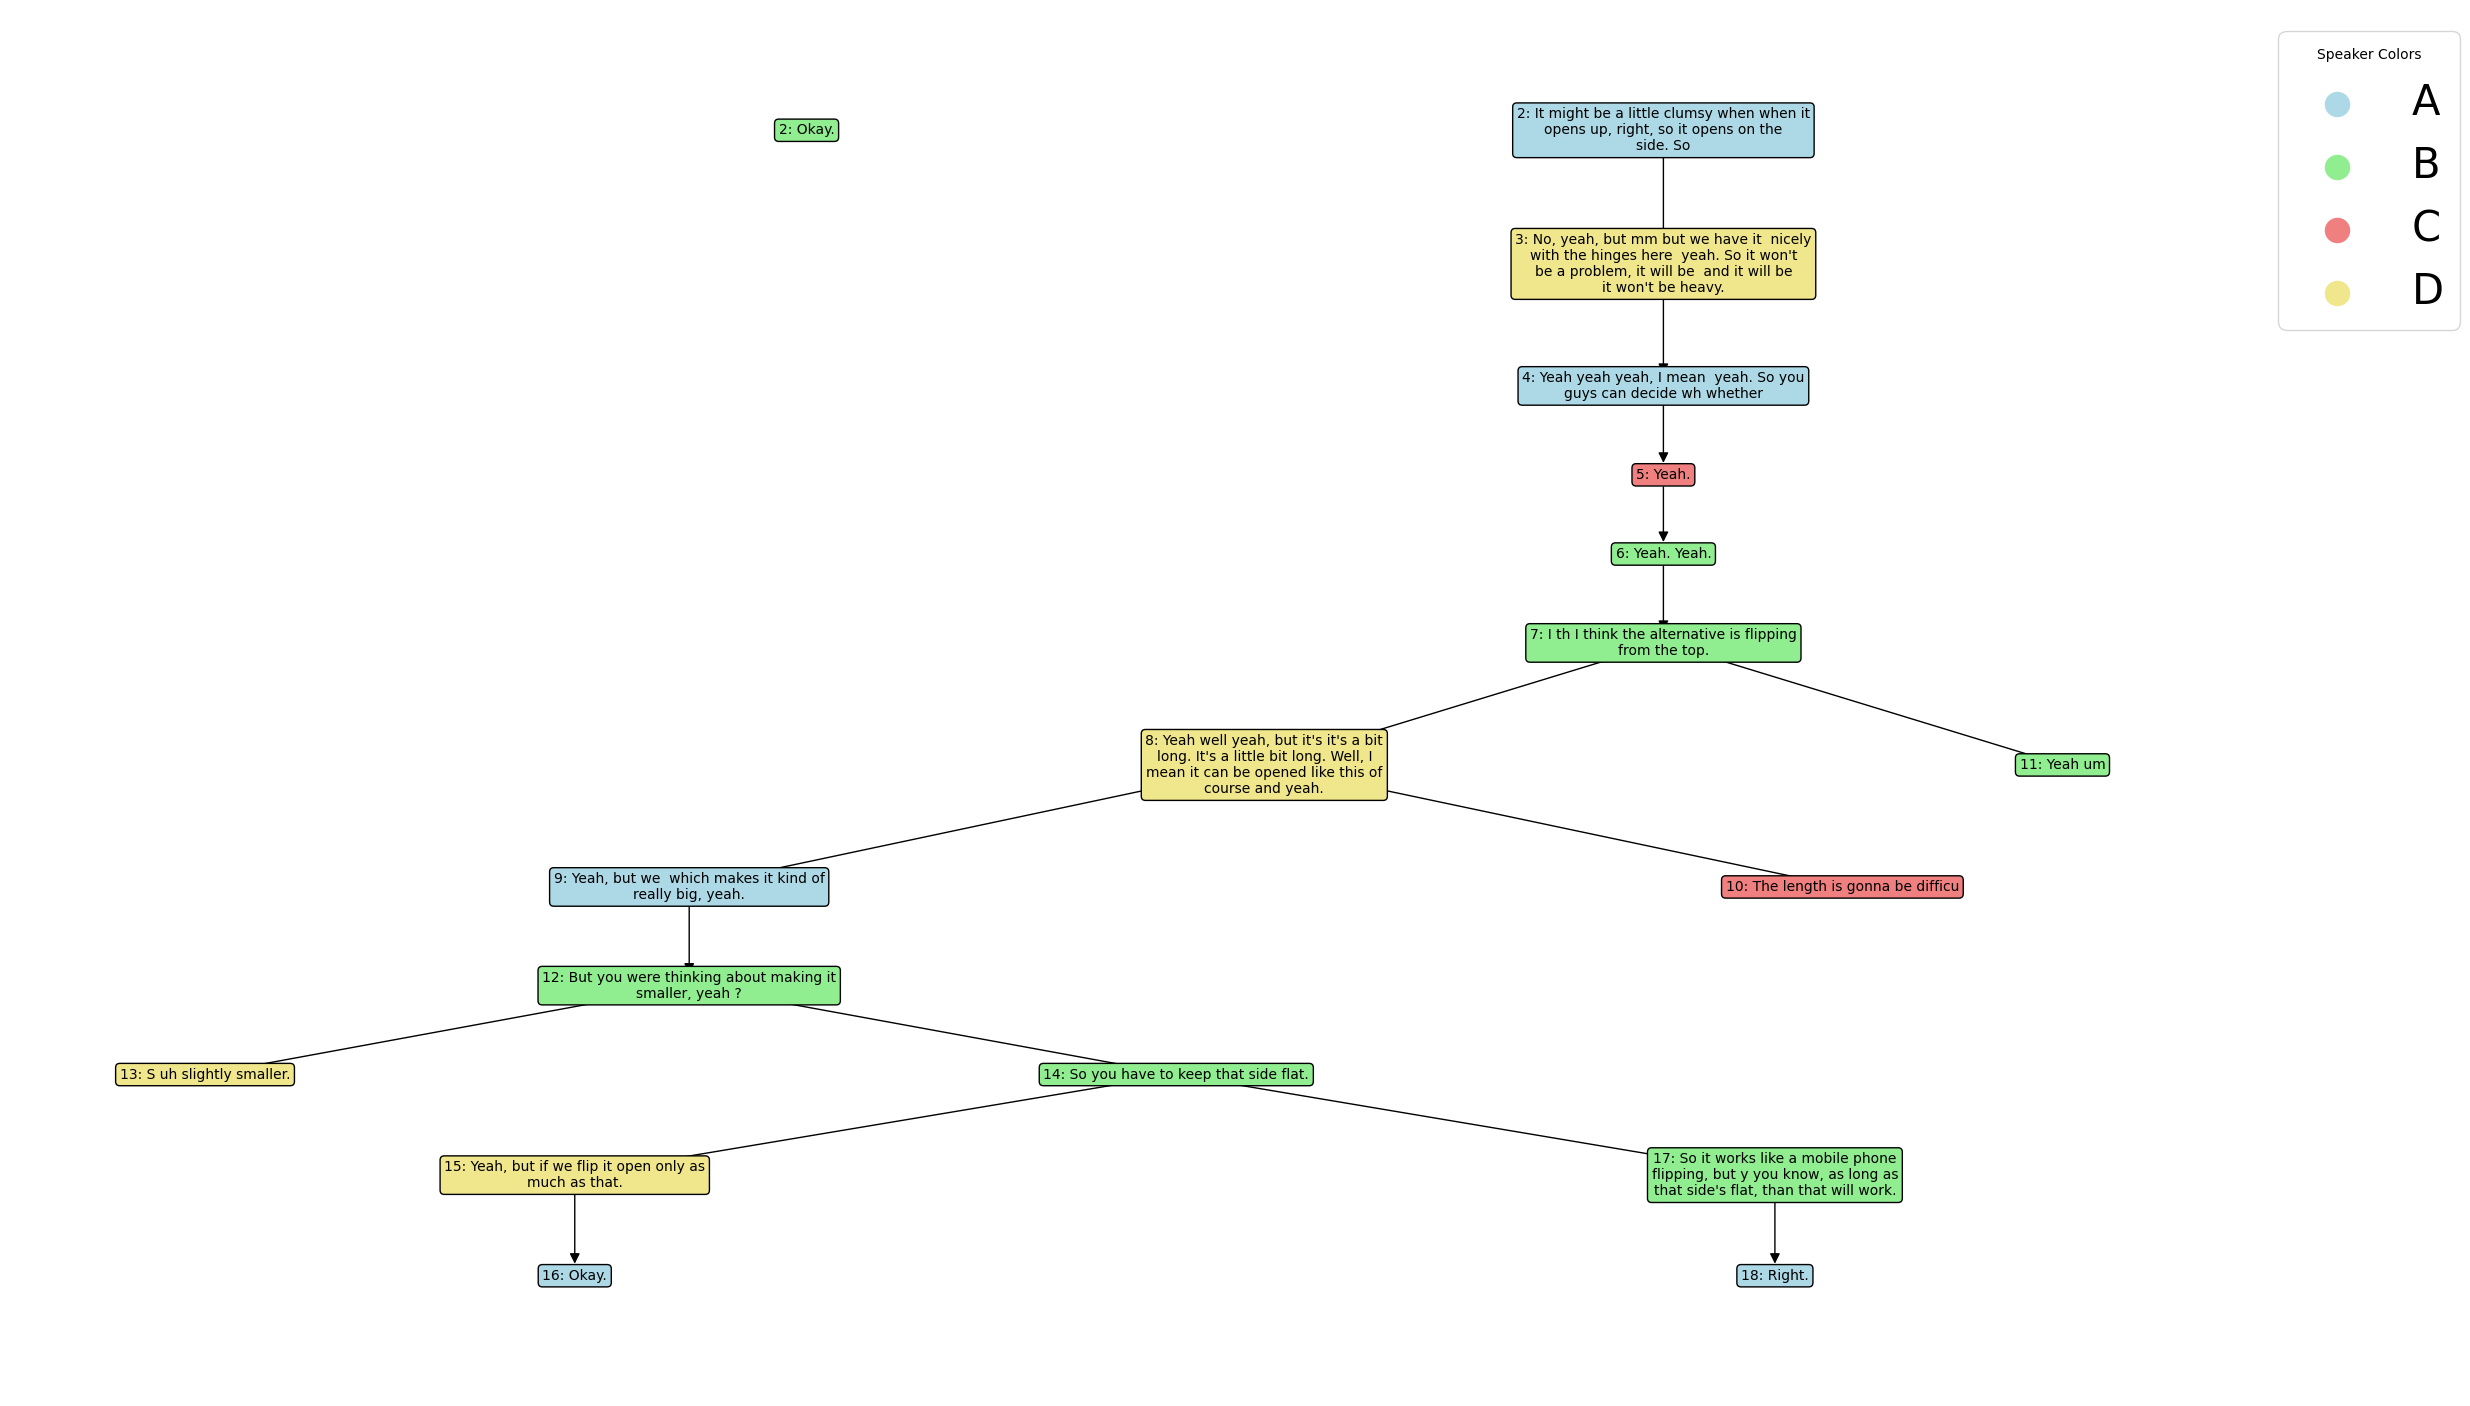 2: Okay.
2: It might be a little clumsy when when it
opens up, right, so it opens on the
side. So
Speaker Colors
A
B
C
D
3: No, yeah, but mm but we have it  nicely
with the hinges here  yeah. So it won't
be a problem, it will be  and it will be
it won't be heavy.
4: Yeah yeah yeah, I mean  yeah. So you
guys can decide wh whether
5: Yeah.
6: Yeah. Yeah.
7: I th I think the alternative is flipping
from the top.
8: Yeah well yeah, but it's it's a bit
long. It's a little bit long. Well, I
mean it can be opened like this of
course and yeah.
11: Yeah um
9: Yeah, but we  which makes it kind of
really big, yeah.
10: The length is gonna be difficu
12: But you were thinking about making it
smaller, yeah ?
13: S uh slightly smaller.
14: So you have to keep that side flat.
15: Yeah, but if we flip it open only as
much as that.
17: So it works like a mobile phone
flipping, but y you know, as long as
that side's flat, than that will work.
16: Okay.
18: Right.